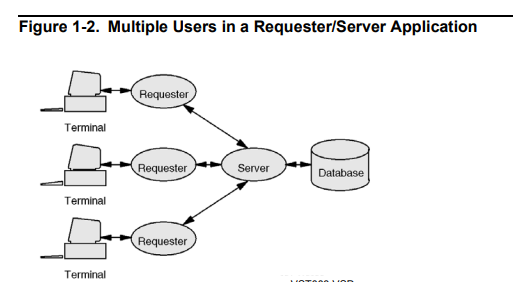 Figure 1-2. Multiple Users in a Requester/Server Application
Requester
Terminal
Requester
Server
Database
Terminal
Requester
Terminal